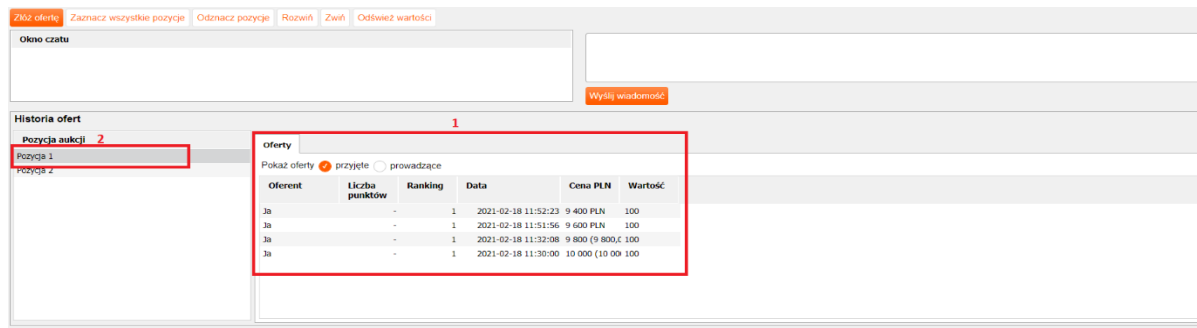 Złóż ofertę Zaznacz wszystkie pozycje Odznacz pozycje Rozwiń Zwiń Odśwież wartości
Okno czatu
Wyślij wiadomość
Historia ofert
1
Pozycja aukcji 2
Oferty
Pozycja 1
Pokaż oferty przyjęte prowadzące
Pozycja 2
Oferent Liczba punktów Ranking Data Cena PLN Wartość
Ja - 1 2021-02-18 11:52:23 9 400 PLN 100
Ja - 1 2021-02-18 11:51:56 9 600 PLN 100
Ja - 1 2021-02-18 11:32:08 9 800 (9 800,0 100
Ja - 1 2021-02-18 11:30:00 10 000 (10 00 100